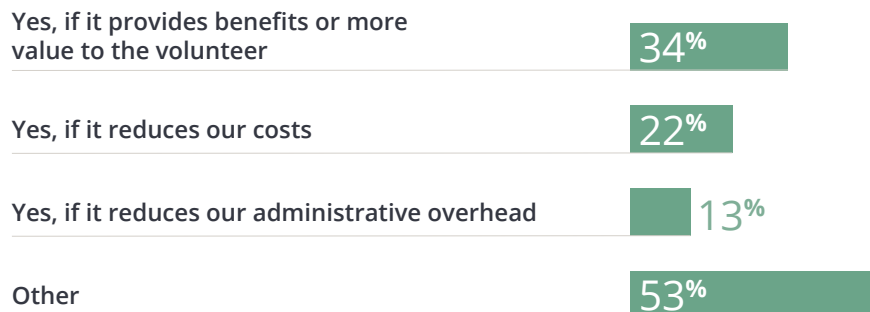 Yes, if it provides benefits or more
value to the volunteer
34%
Yes, if it reduces our costs
22%
Yes, if it reduces our administrative overhead
13%
Other
53%